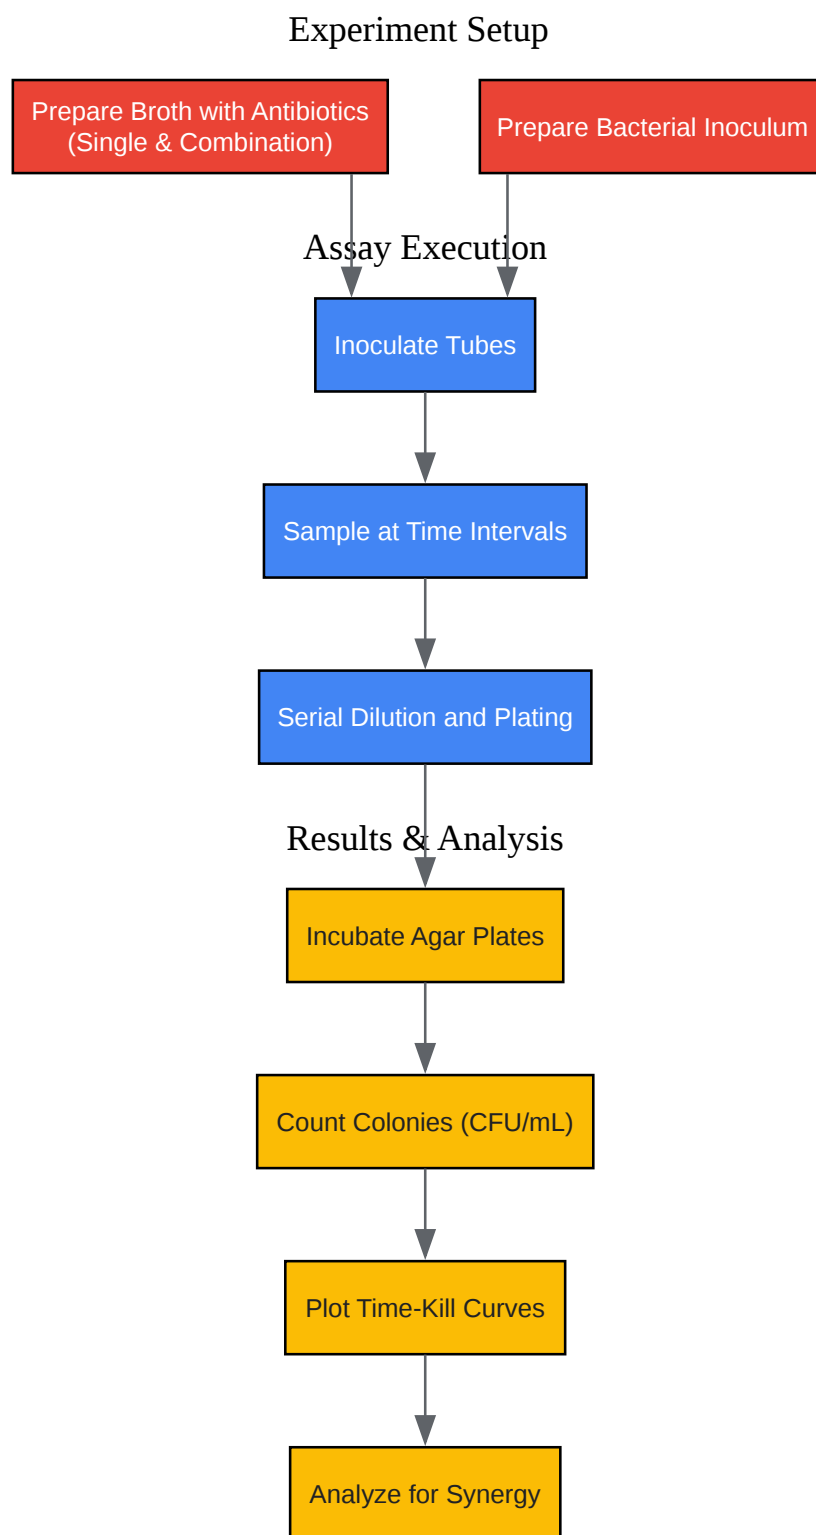 Experiment Setup
Prepare Broth with Antibiotics
(Single & Combination)
Prepare Bacterial Inoculum
Assay Execution
Inoculate Tubes
Sample at Time Intervals
Serial Dilution and Plating
Results & Analysis
Incubate Agar Plates
Count Colonies (CFU/mL)
Plot Time-Kill Curves
Analyze for Synergy